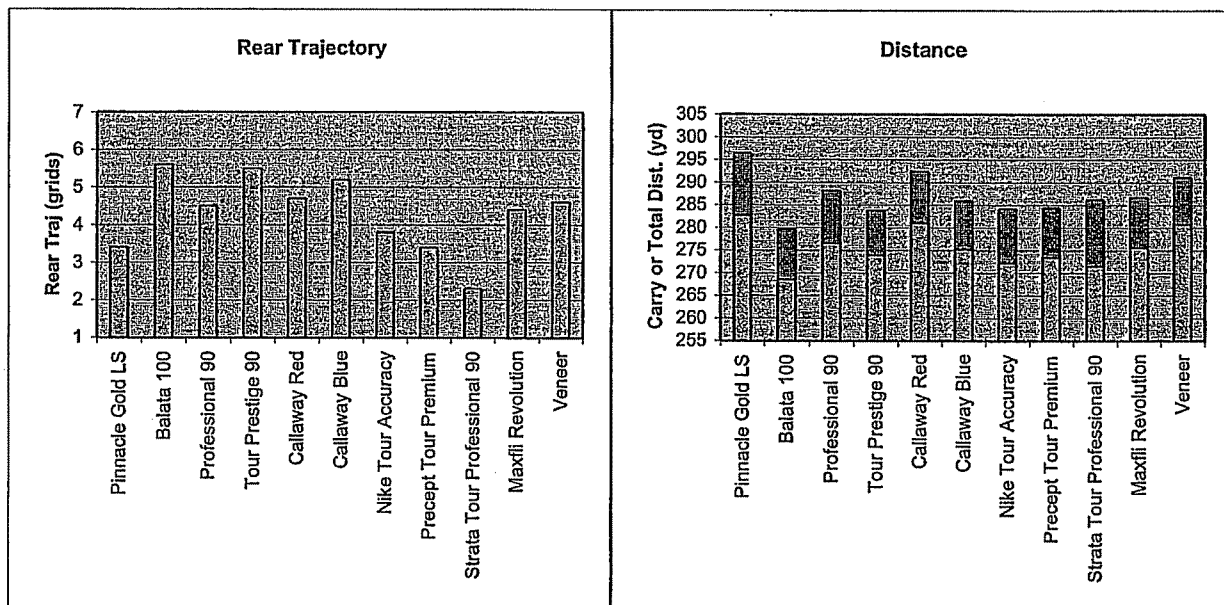 Rear Trajectory
Rear Traj (grids)
7
6
5
4
3
2
1
Pinnacle Gold LS
Balata 100
Professional 90
Tour Prestige 90
Callaway Red
Callaway Blue
Nike Tour Accuracy
Precept Tour Premium
Strata Tour Professional 90
Maxfli Revolution
Veneer
Distance
Carry or Total Dist. (yd)
305
300
295
290
285
280
275
270
265
260
255
Pinnacle Gold LS
Balata 100
Professional 90
Tour Prestige 90
Callaway Red
Callaway Blue
Nike Tour Accuracy
Precept Tour Premium
Strata Tour Professional 90
Maxfli Revolution
Veneer